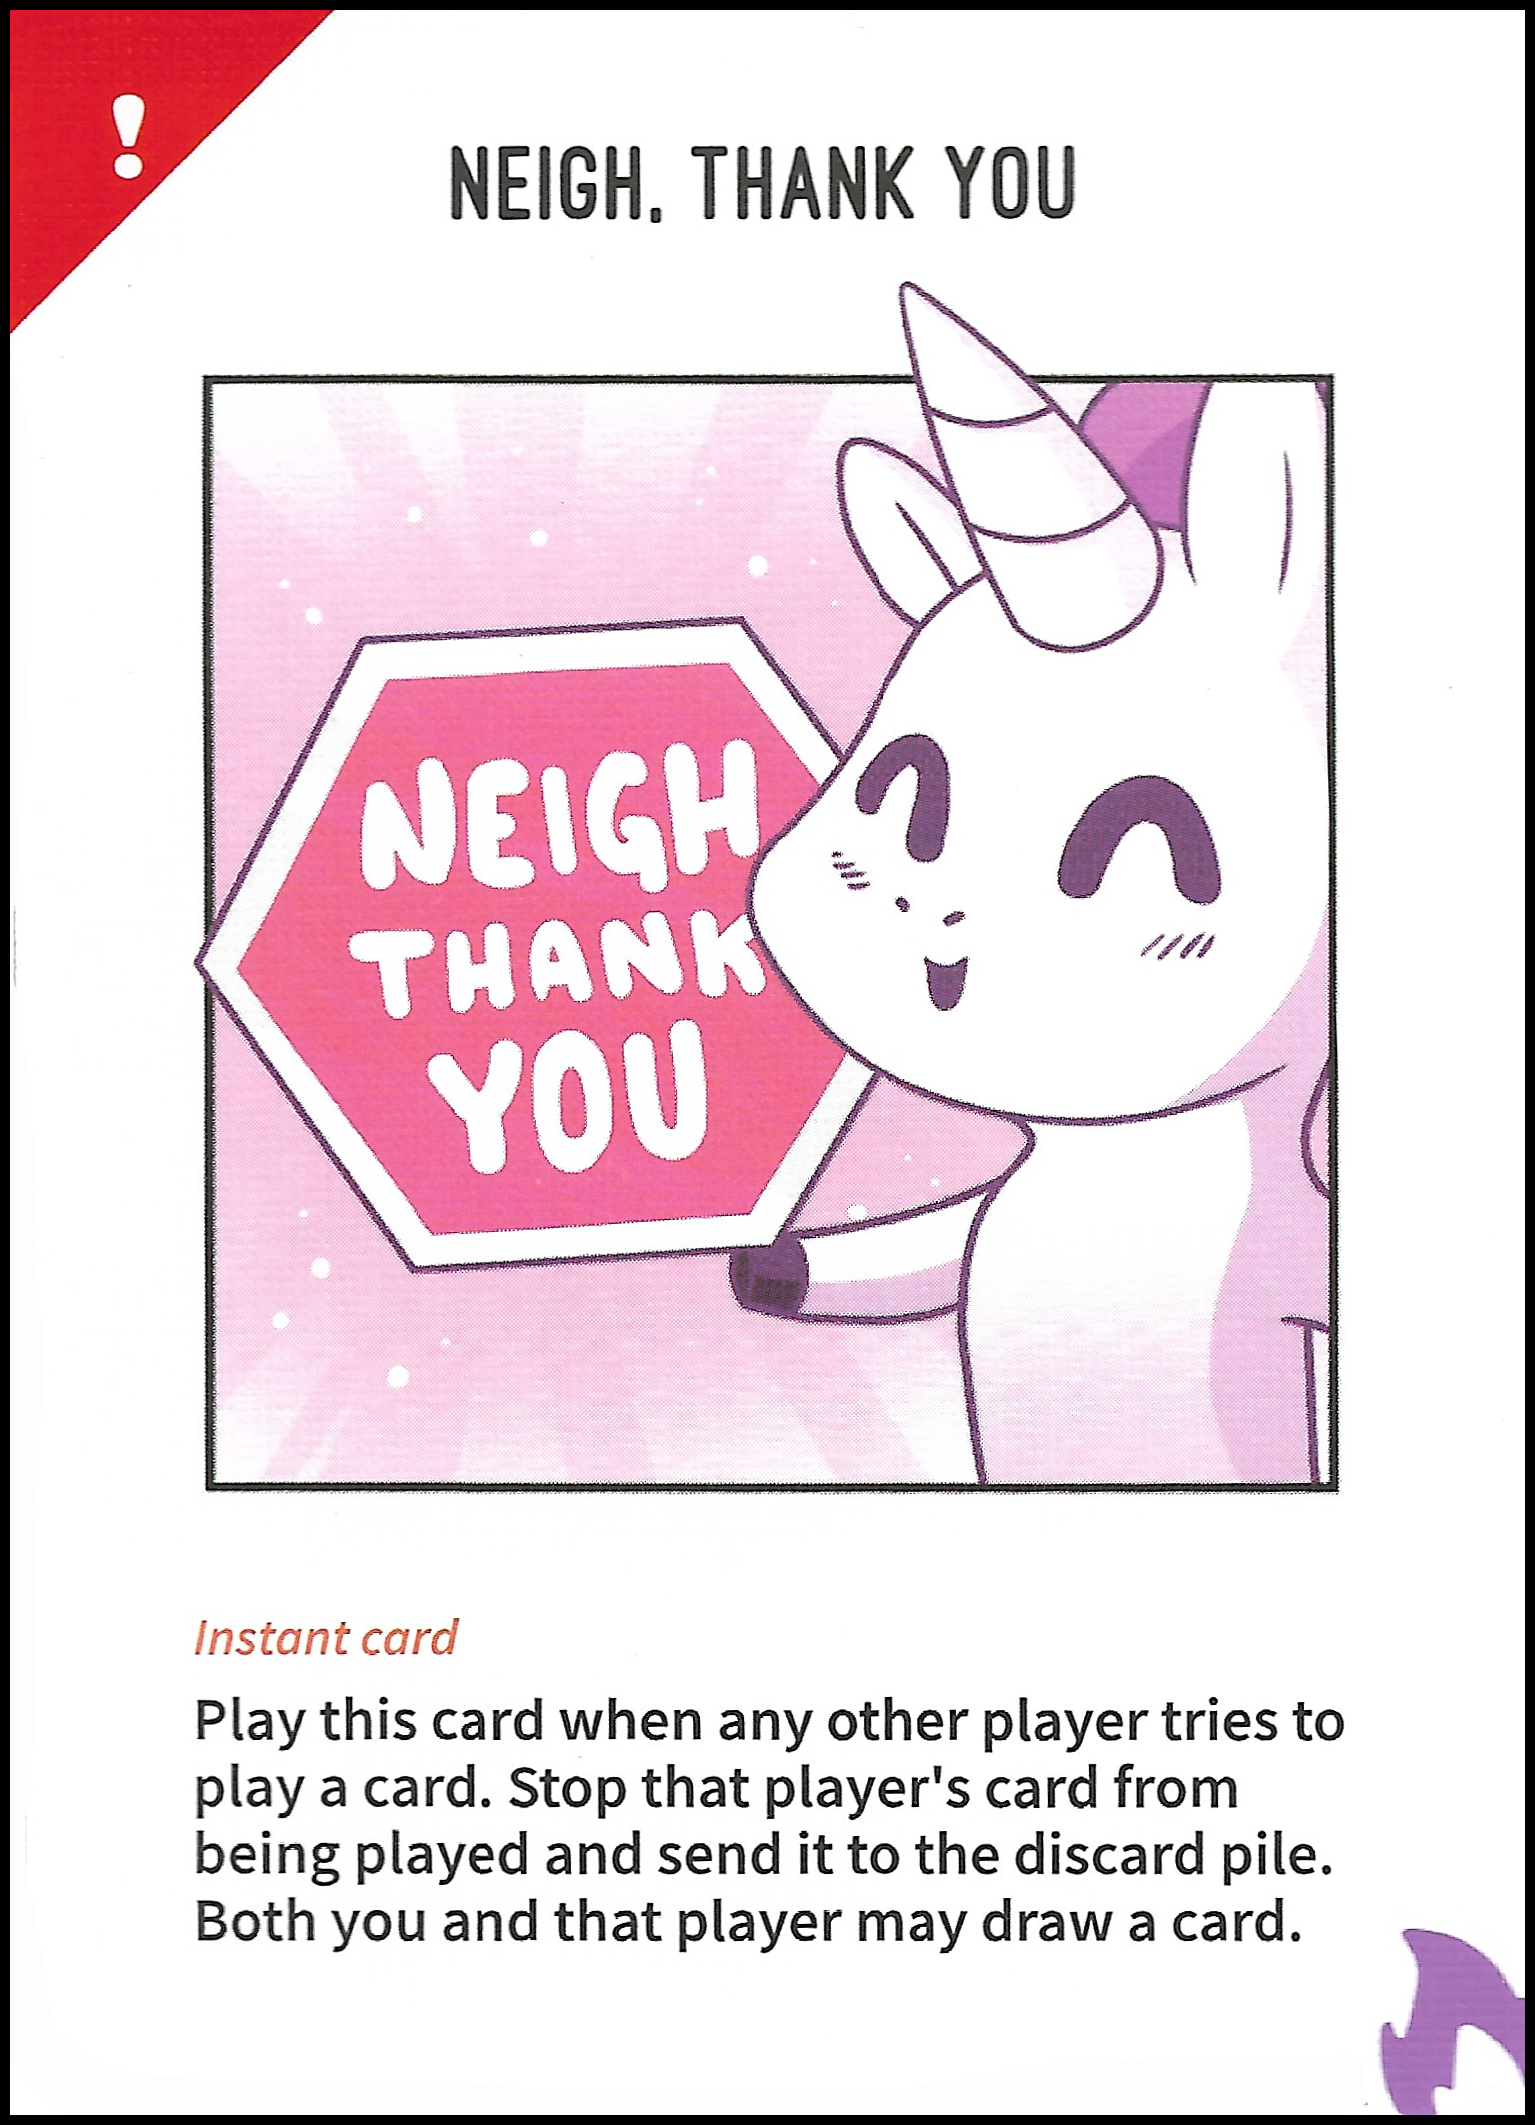 !
NEIGH, THANK YOU
NEIGH
THANK
YOU
Instant card
Play this card when any other player tries to
play a card. Stop that player's card from
being played and send it to the discard pile.
Both you and that player may draw a card.